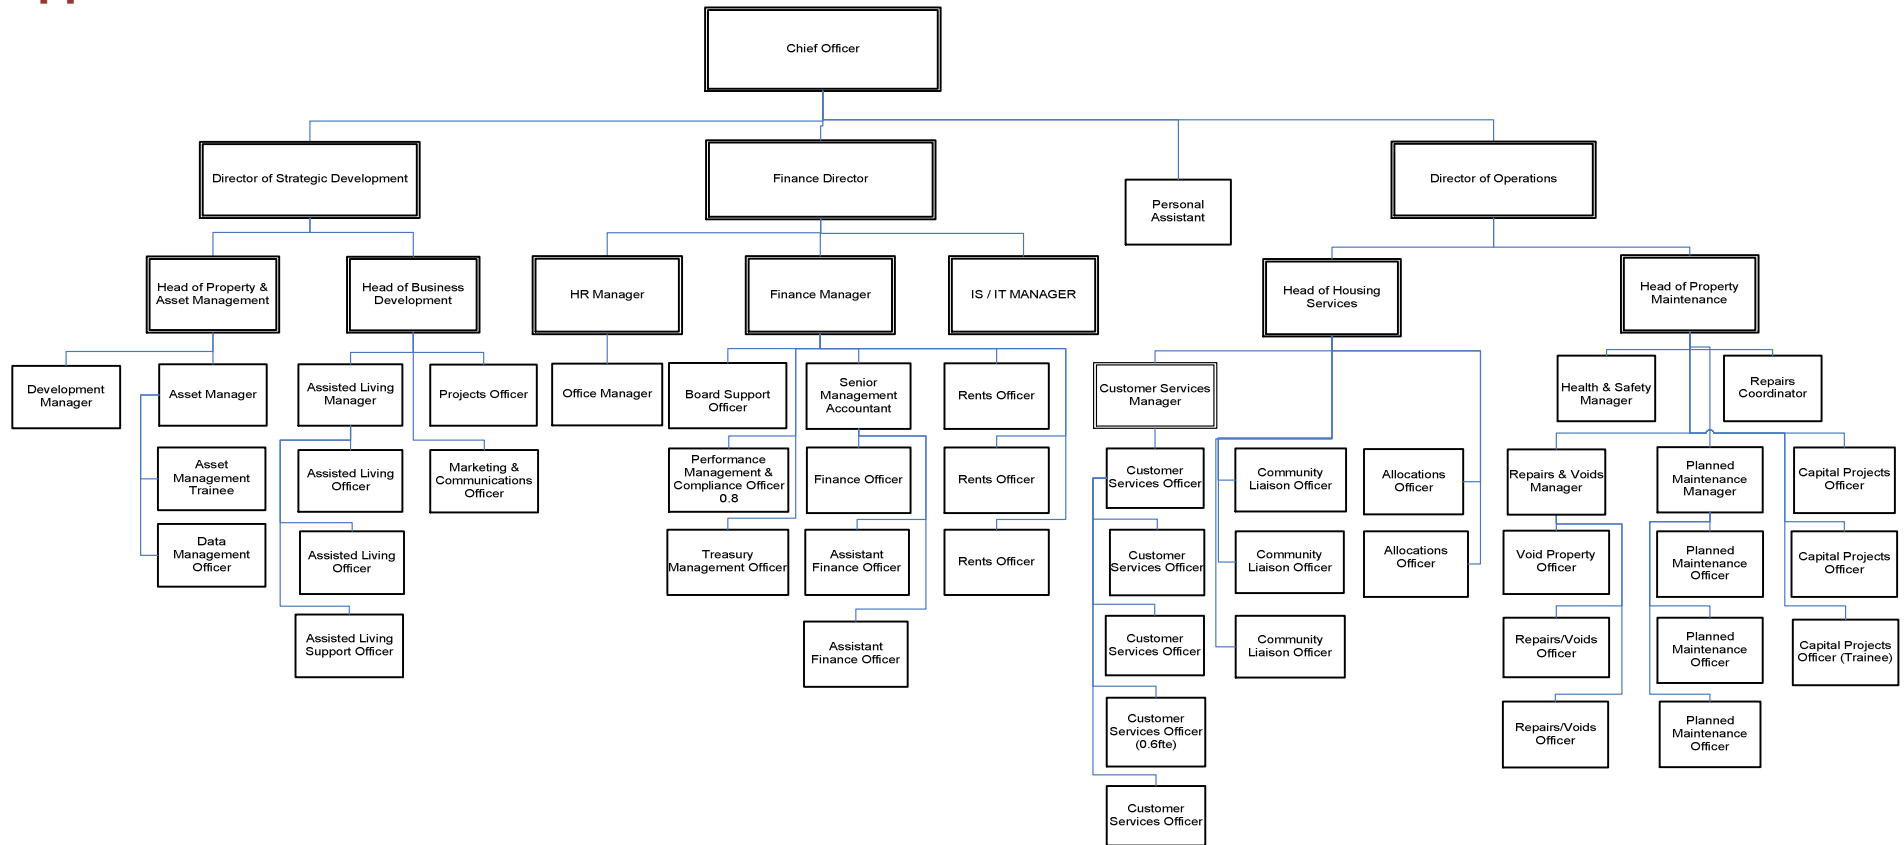 Chief Officer
Director of Strategic Development
Finance Director
Personal
Assistant
Director of Operations
Head of Property &
Asset Management
Head of Business
Development
HR Manager
Finance Manager
IS / IT MANAGER
Head of Housing
Services
Head of Property
Maintenance
Development
Manager
Asset Manager
Assisted Living
Manager
Projects Officer
Office Manager
Board Support
Officer
Senior
Management
Accountant
Rents Officer
Customer Services
Manager
Health & Safety
Manager
Repairs
Coordinator
Asset
Management
Trainee
Assisted Living
Officer
Marketing &
Communications
Officer
Performance
Management &
Compliance Officer
0.8
Finance Officer
Rents Officer
Customer
Services Officer
Community
Liaison Officer
Allocations
Officer
Repairs & Voids
Manager
Planned
Maintenance
Manager
Capital Projects
Officer
Data
Management
Officer
Assisted Living
Officer
Treasury
Management Officer
Assistant
Finance Officer
Rents Officer
Customer
Services Officer
Community
Liaison Officer
Allocations
Officer
Void Property
Officer
Planned
Maintenance
Officer
Capital Projects
Officer
Assisted Living
Support Officer
Assistant
Finance Officer
Customer
Services Officer
Community
Liaison Officer
Repairs/Voids
Officer
Planned
Maintenance
Officer
Capital Projects
Officer (Trainee)
Customer
Services Officer
(0.6fte)
Repairs/Voids
Officer
Planned
Maintenance
Officer
Customer
Services Officer